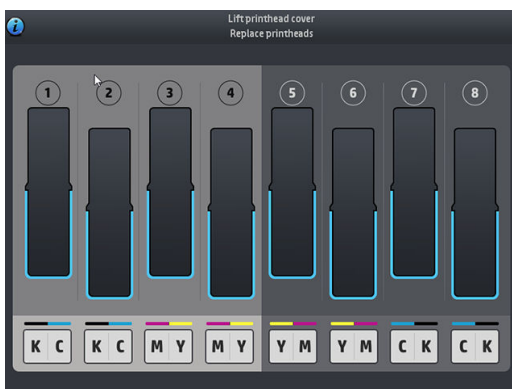 i
Lift printhead cover
Replace printheads
1 2 3 4 5 6 7 8
K C K C M Y M Y Y M Y M C K C K